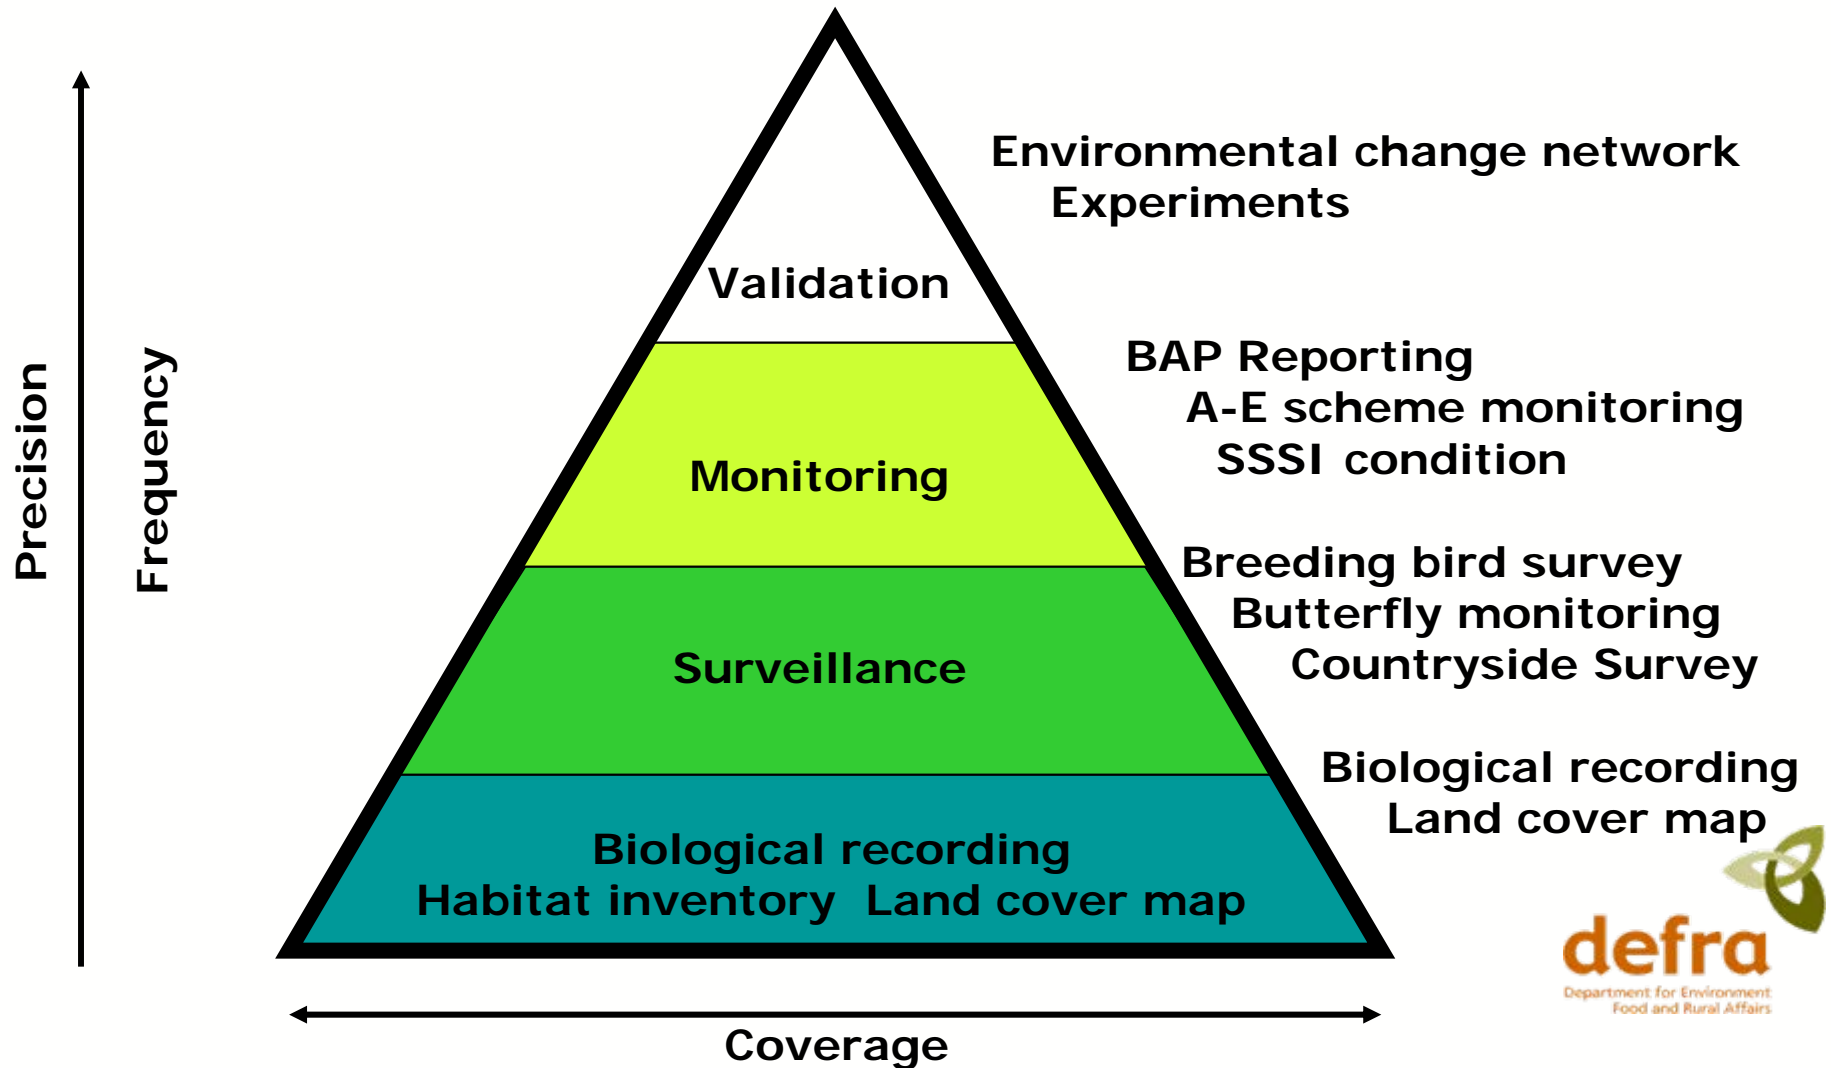 Environmental change network
Experiments
Validation
BAP Reporting
A-E scheme monitoring
SSSI condition
Monitoring
Precision
Frequency
Breeding bird survey
Butterfly monitoring
Countryside Survey
Surveillance
Biological recording
Land cover map
Biological recording
Habitat inventory Land cover map
defra
Department for Environment
Food and Rural Affairs
Coverage